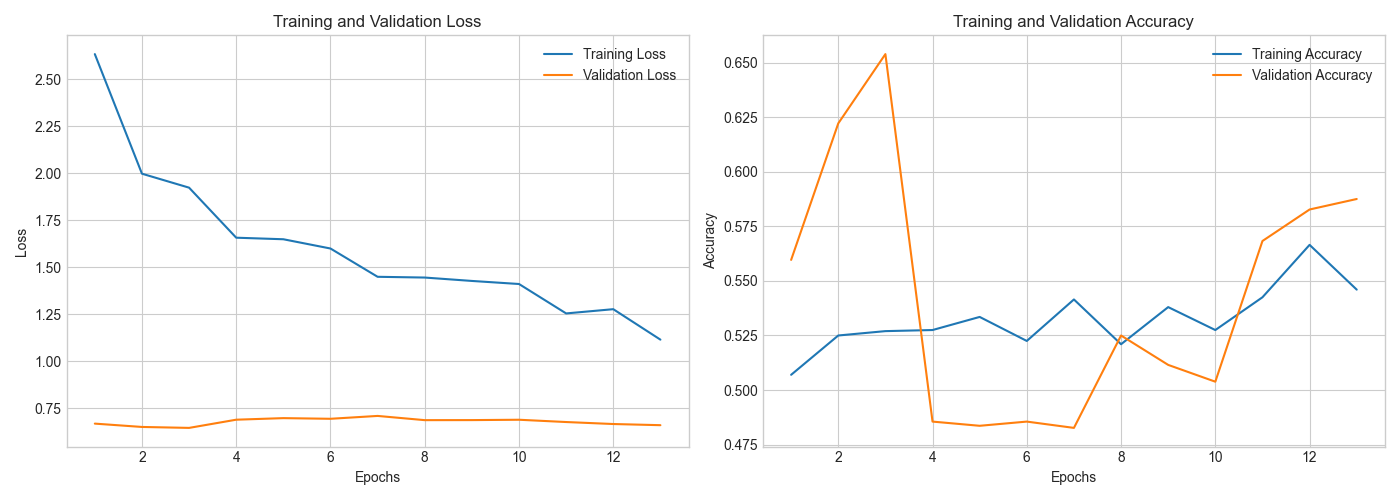 Training and Validation Loss
Training Loss
Validation Loss
2.50
2.25
2.00
1.75
1.50
1.25
1.00
0.75
Loss
2 4 6 8 10 12
Epochs
Training and Validation Accuracy
Training Accuracy
Validation Accuracy
0.650
0.625
0.600
0.575
0.550
0.525
0.500
0.475
Accuracy
2 4 6 8 10 12
Epochs